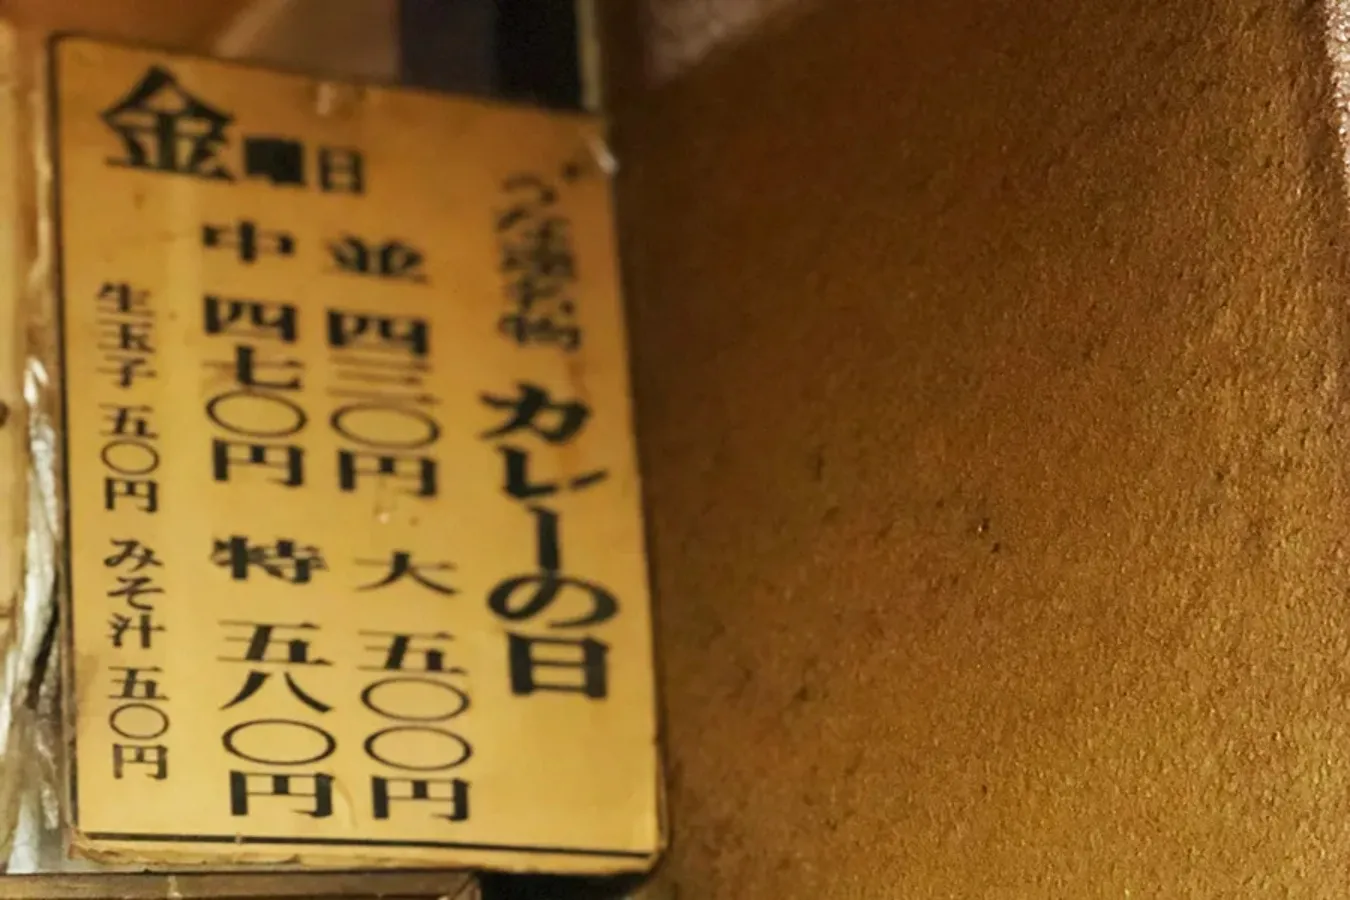 金曜日
名物
カレーの日
並 四三〇円 大 五〇〇円
中 四七〇円 特 五八〇円
生玉子 五〇円 みそ汁 五〇円